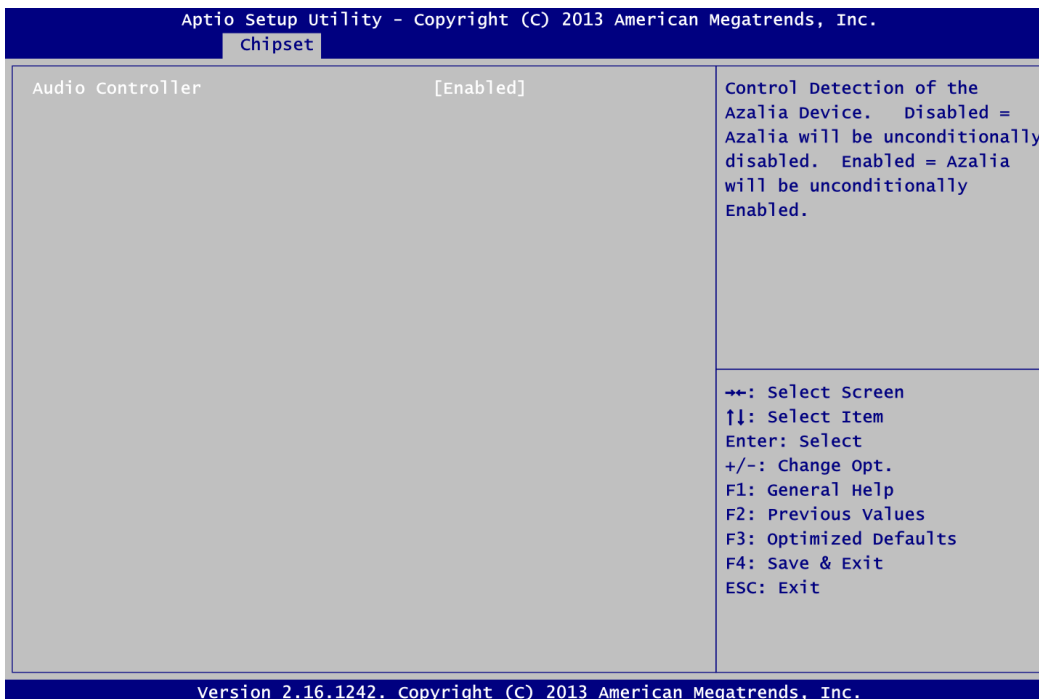 Aptio Setup Utility - Copyright (C) 2013 American Megatrends, Inc.
Chipset
Audio Controller [Enabled]
Control Detection of the
Azalia Device. Disabled =
Azalia will be unconditionally
disabled. Enabled = Azalia
will be unconditionally
Enabled.
→←: Select Screen
↑↓: Select Item
Enter: Select
+/-: Change Opt.
F1: General Help
F2: Previous Values
F3: Optimized Defaults
F4: Save & Exit
ESC: Exit
Version 2.16.1242. Copyright (C) 2013 American Megatrends, Inc.